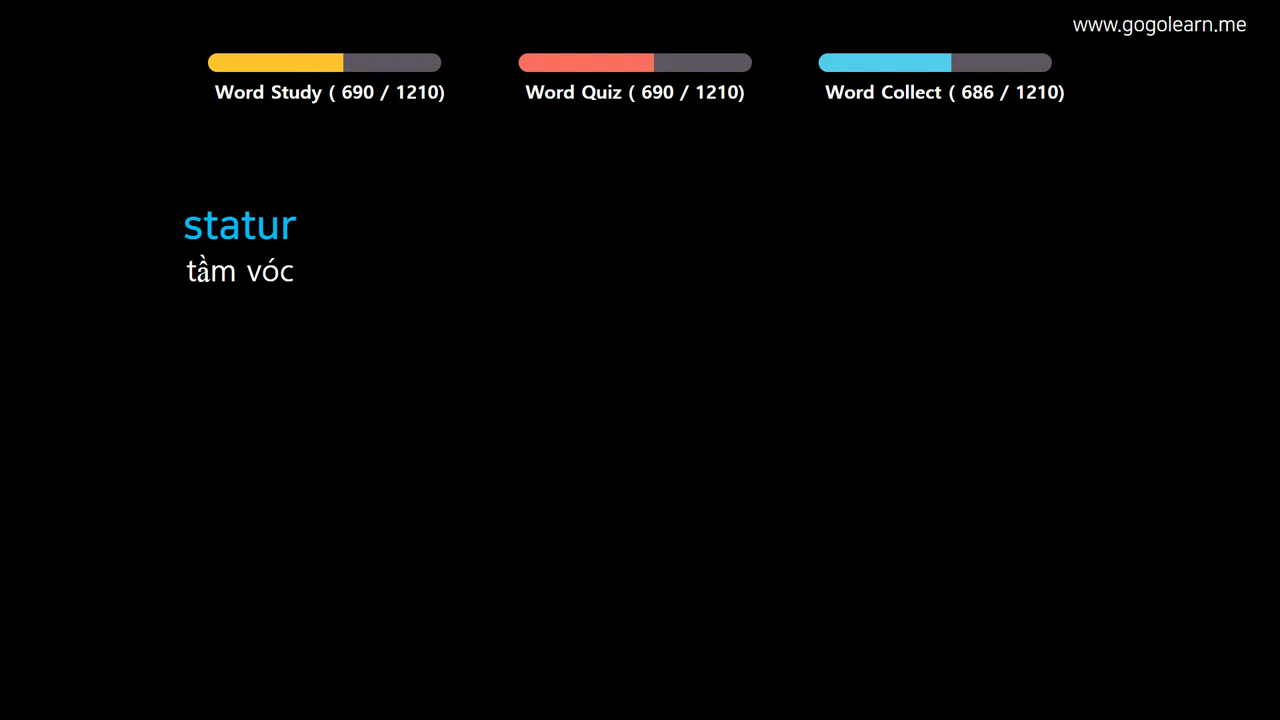 www.gogolearn.me
Word Study ( 690 / 1210)
Word Quiz ( 690 / 1210)
Word Collect ( 686 / 1210)
statur
tầm vóc